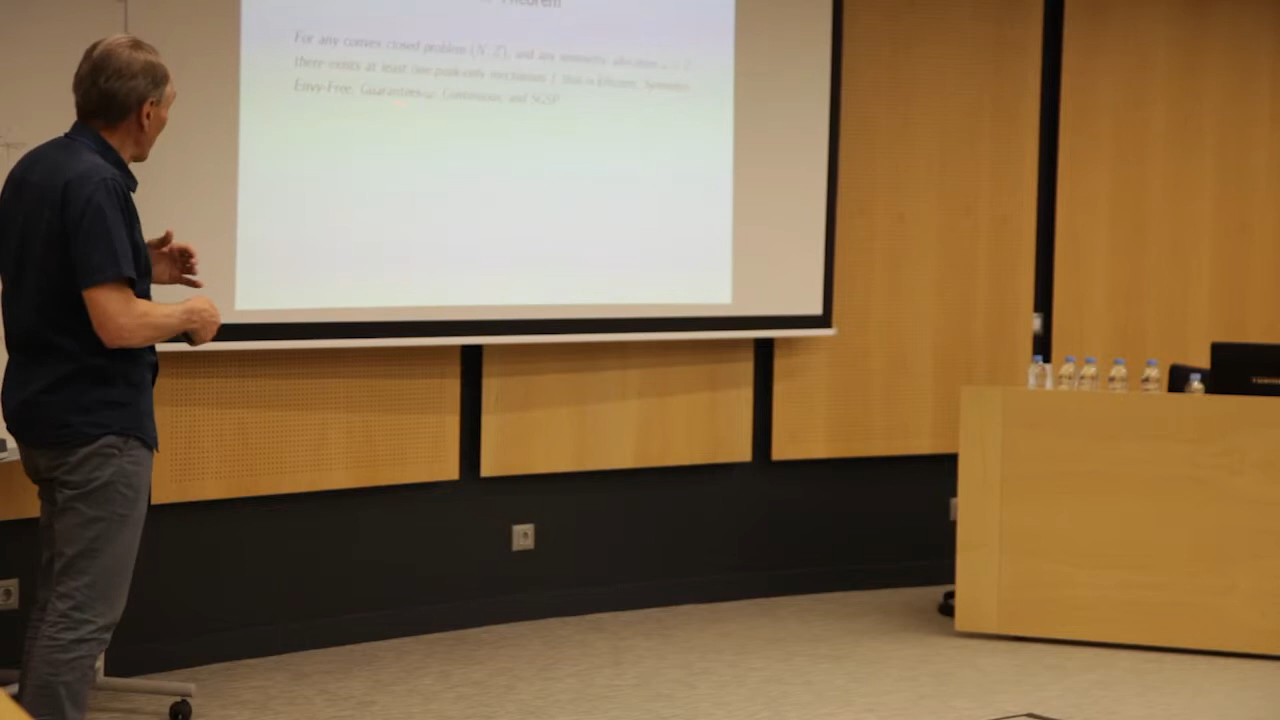 Theorem
For any convex closed problem (N, Z), and any symmetric allocation
there exists at least one peak-only mechanism f that is Efficient, Symmetric
Envy-Free, Guarantees-ω, Continuous, and SGSP